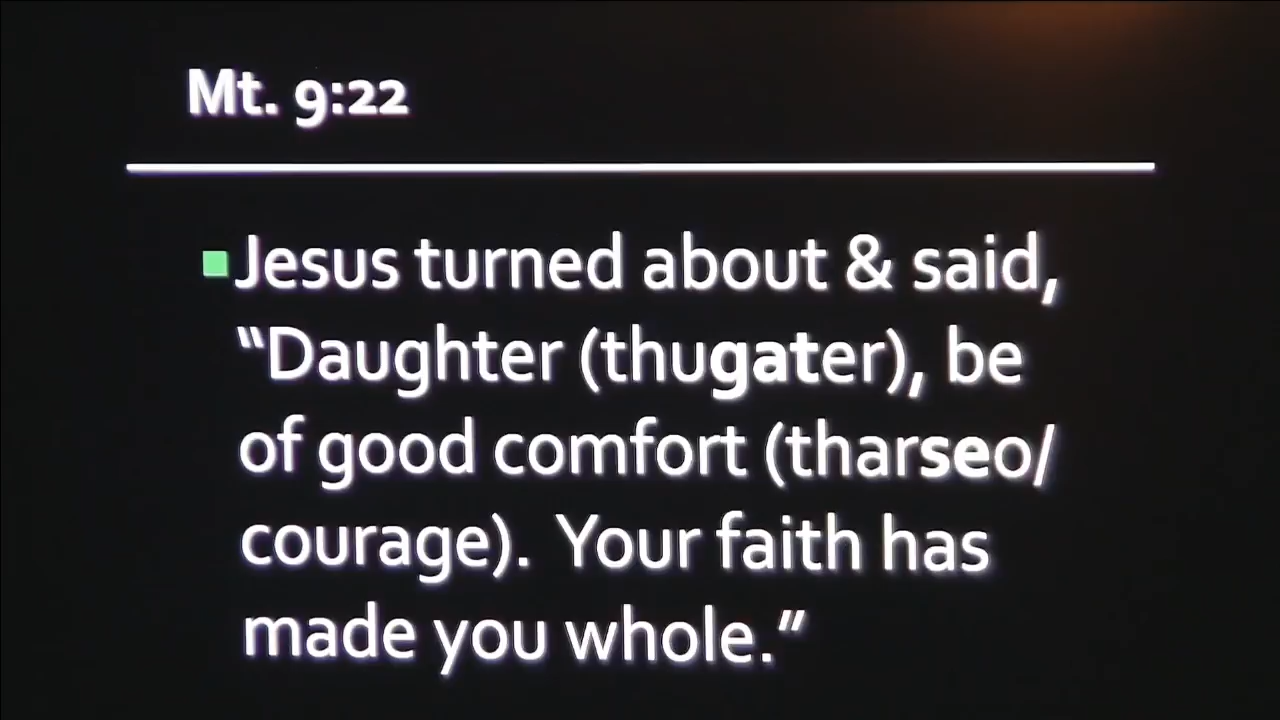 Mt. 9:22
Jesus turned about & said,
“Daughter (thugater), be
of good comfort (tharseo/
courage).  Your faith has
made you whole.”